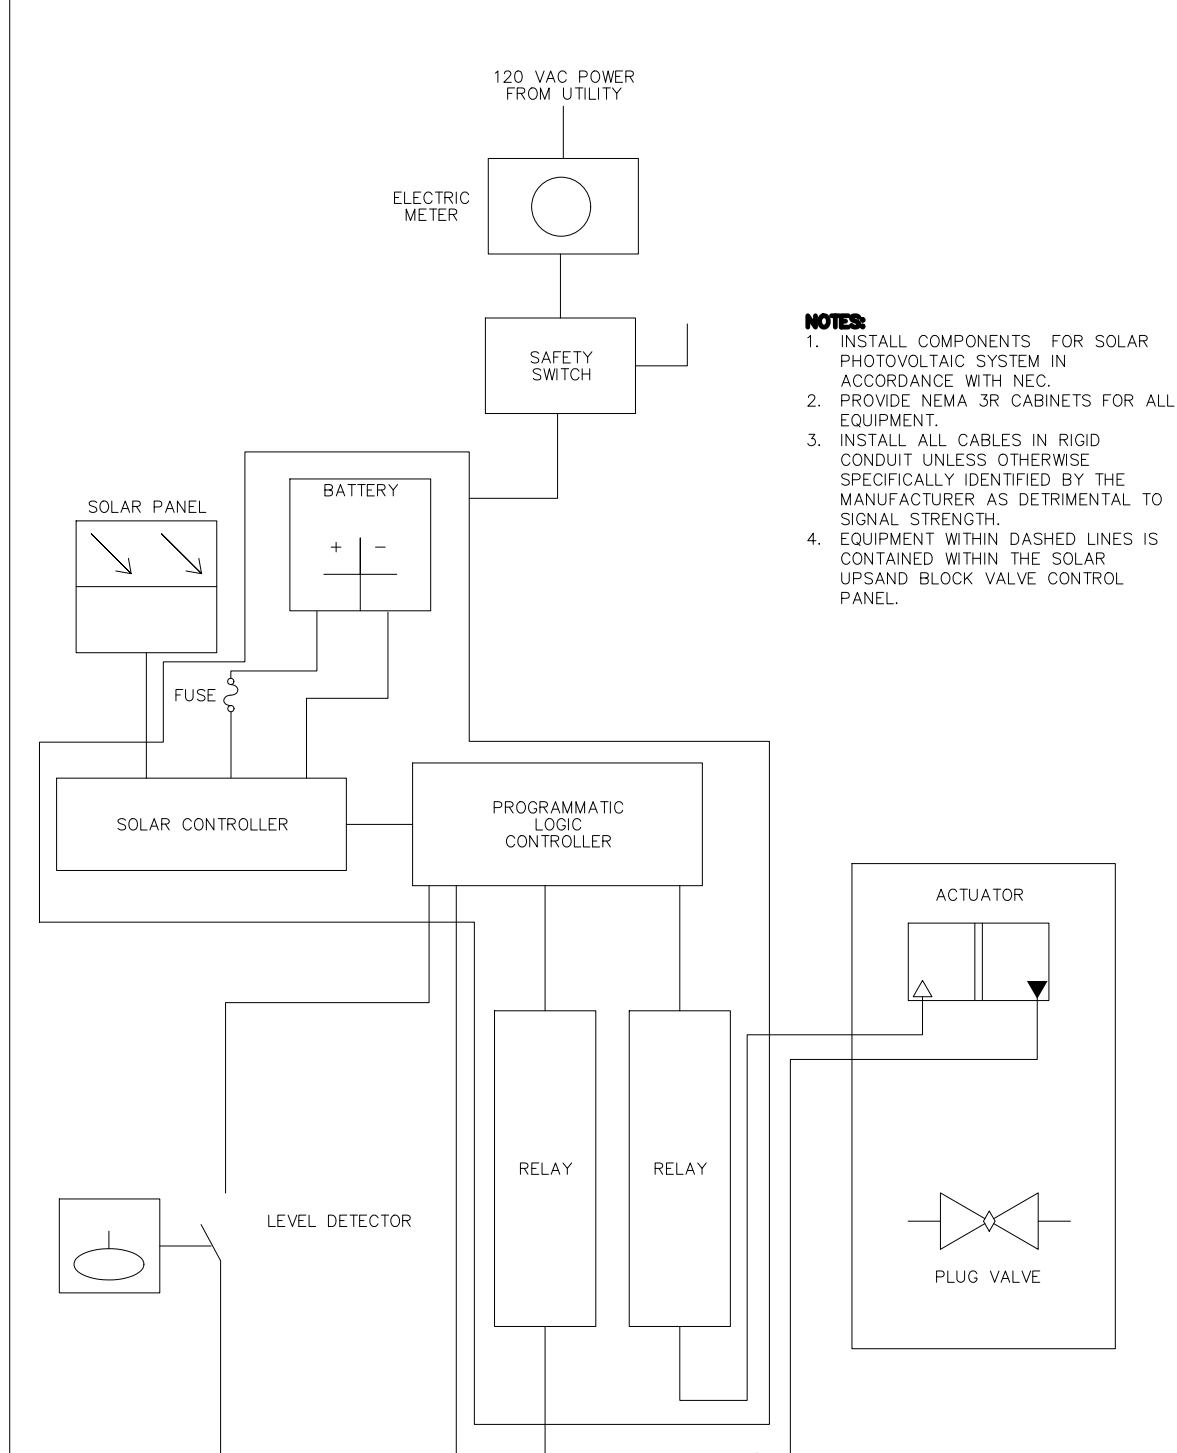 120 VAC POWER
FROM UTILITY
ELECTRIC
METER
SAFETY
SWITCH
NOTES:
1. INSTALL COMPONENTS FOR SOLAR
PHOTOVOLTAIC SYSTEM IN
ACCORDANCE WITH NEC.
2. PROVIDE NEMA 3R CABINETS FOR ALL
EQUIPMENT.
3. INSTALL ALL CABLES IN RIGID
CONDUIT UNLESS OTHERWISE
SPECIFICALLY IDENTIFIED BY THE
MANUFACTURER AS DETRIMENTAL TO
SIGNAL STRENGTH.
4. EQUIPMENT WITHIN DASHED LINES IS
CONTAINED WITHIN THE SOLAR
UPSAND BLOCK VALVE CONTROL
PANEL.
BATTERY
+ −
SOLAR PANEL
FUSE
SOLAR CONTROLLER
PROGRAMMATIC
LOGIC
CONTROLLER
ACTUATOR
RELAY
RELAY
LEVEL DETECTOR
PLUG VALVE